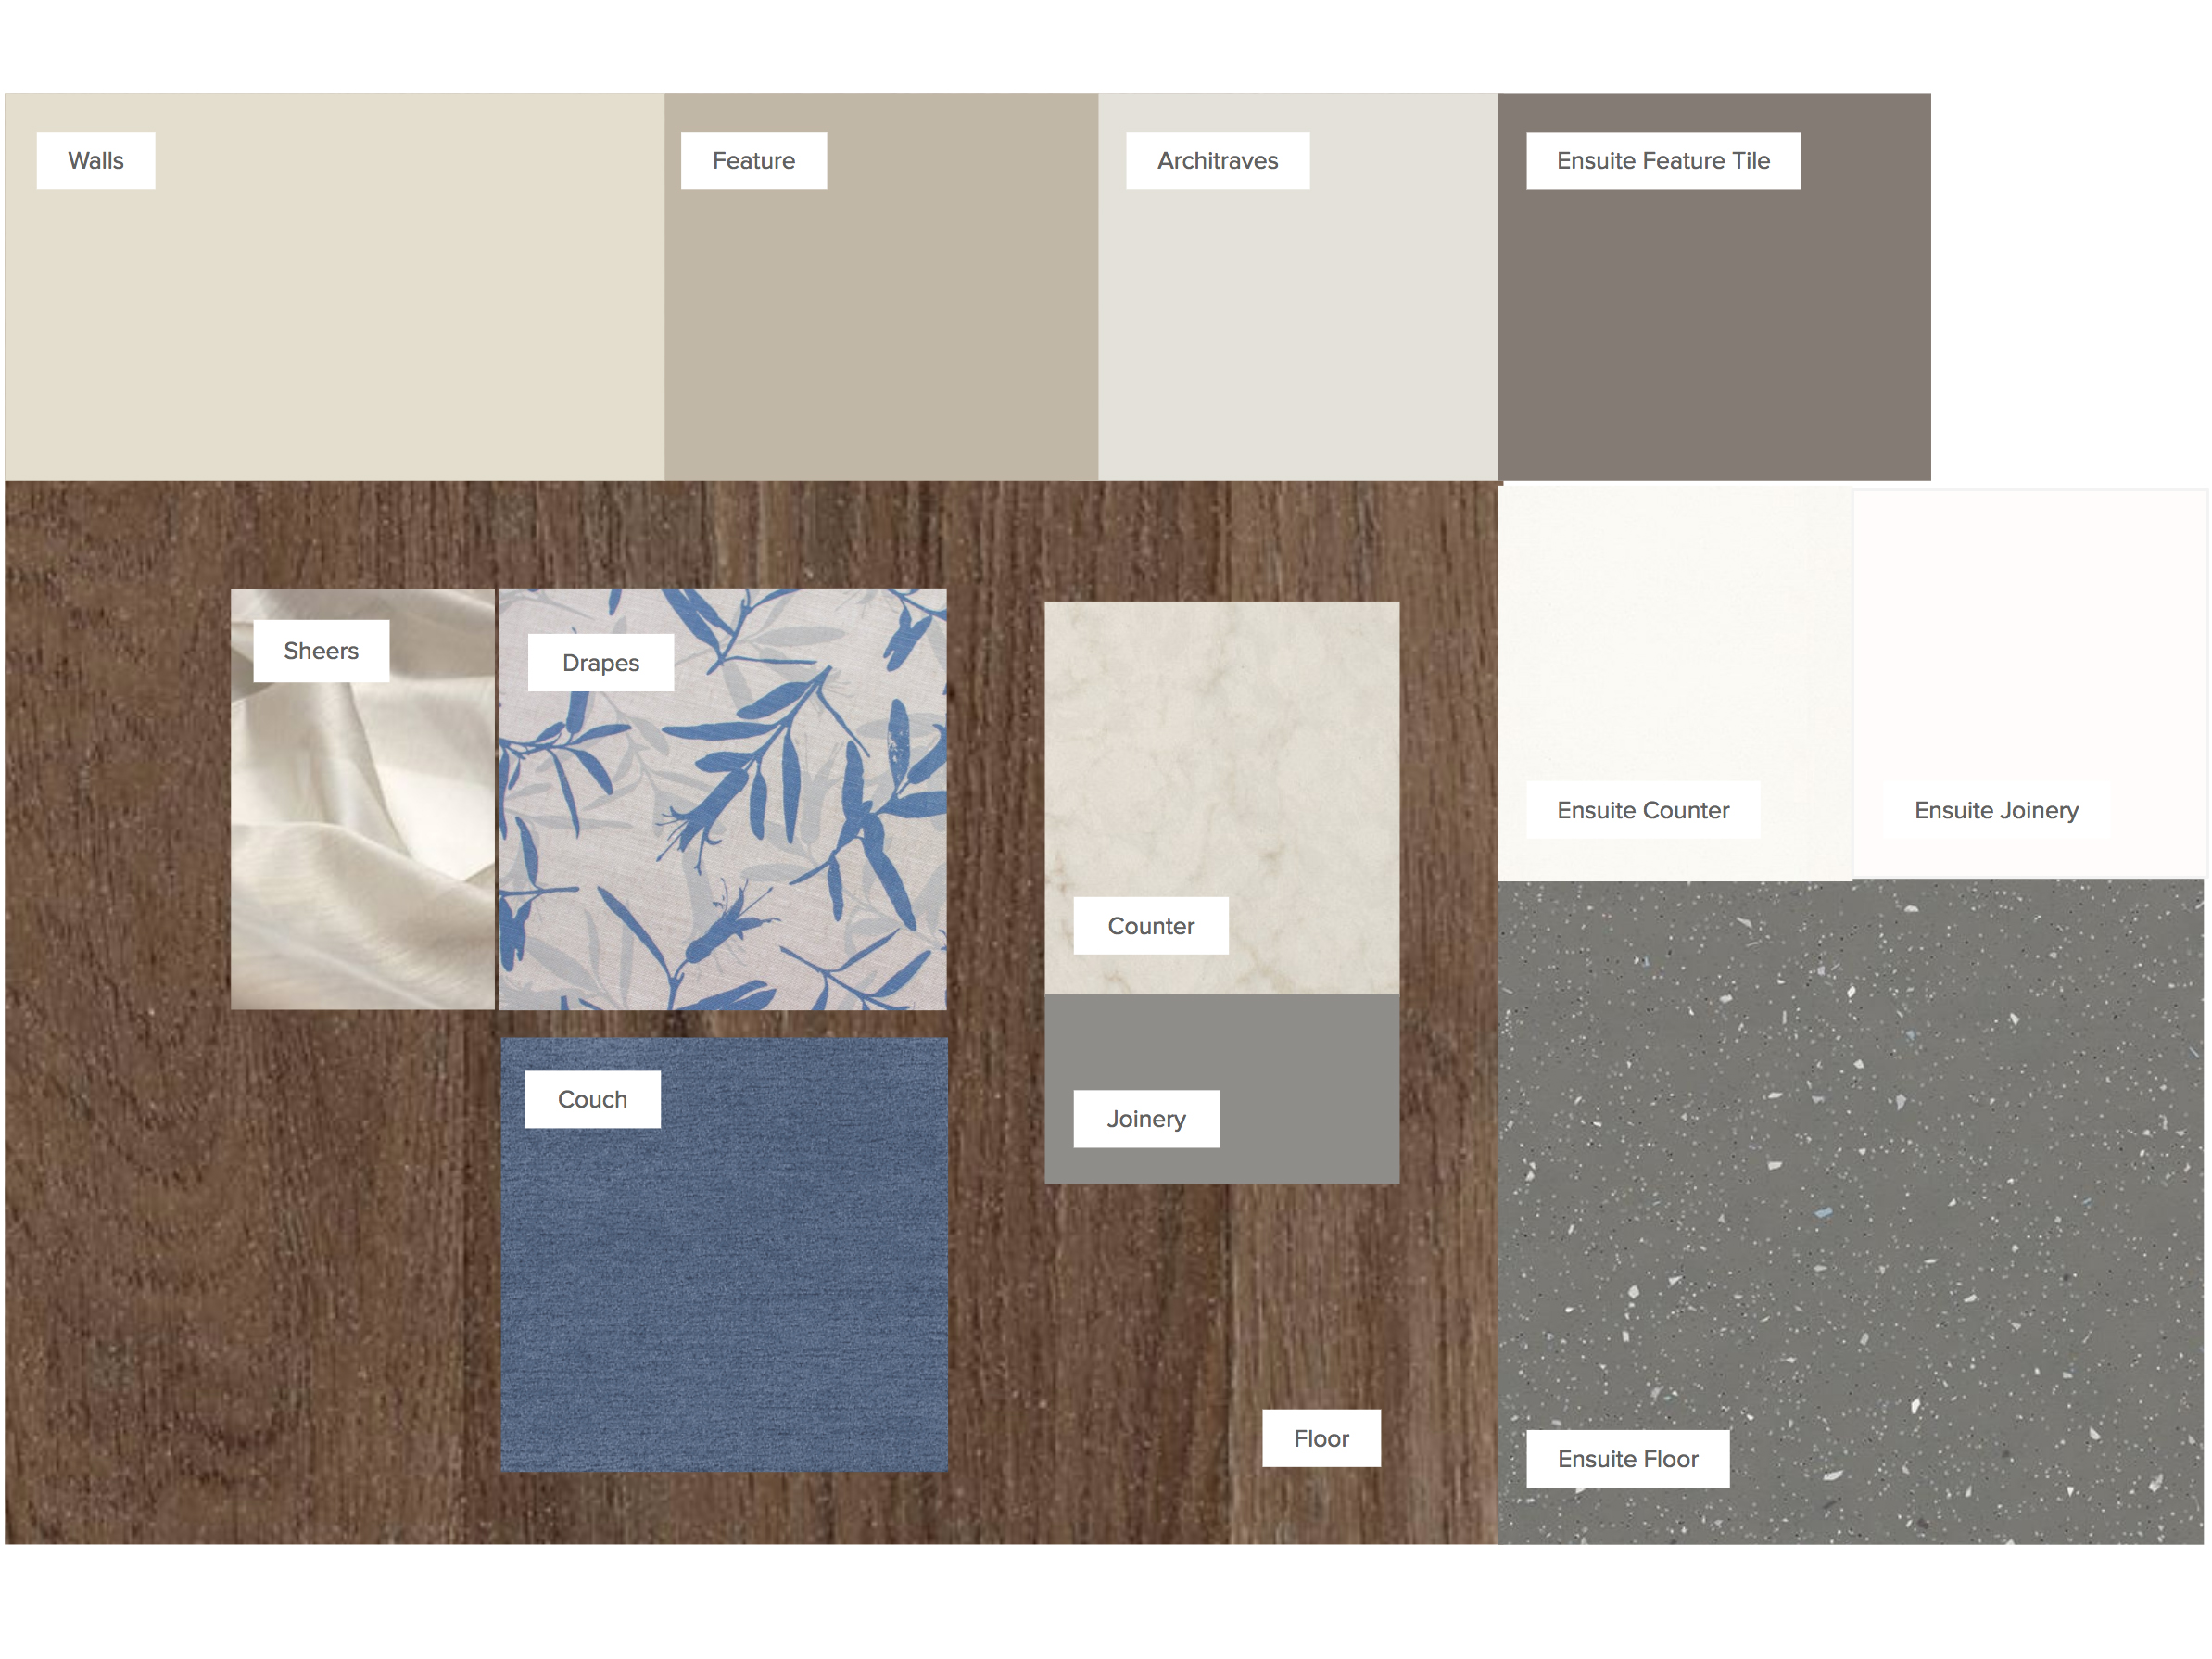 Walls
Feature
Architraves
Ensuite Feature Tile
Sheers
Drapes
Ensuite Counter
Ensuite Joinery
Counter
Couch
Joinery
Floor
Ensuite Floor